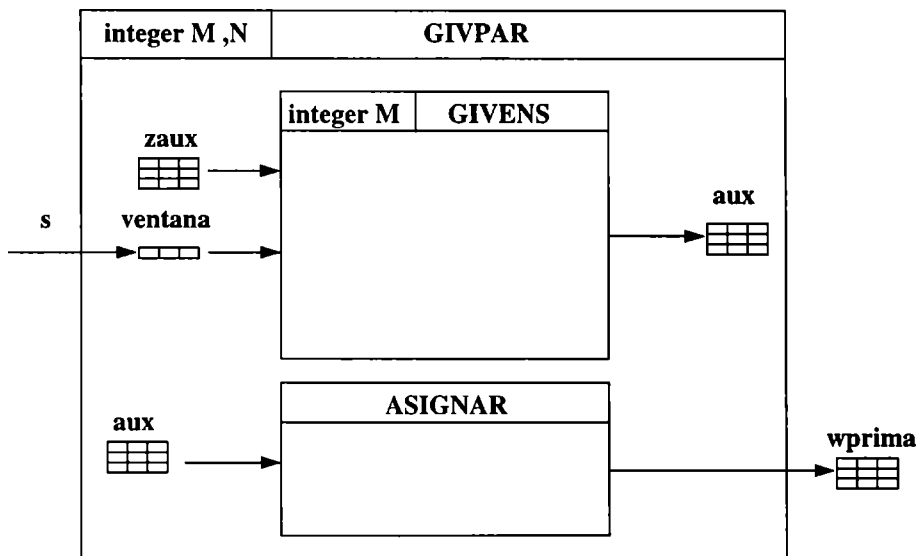 integer M ,N
GIVPAR
integer M
GIVENS
zaux
s
ventana
aux
ASIGNAR
aux
wprima